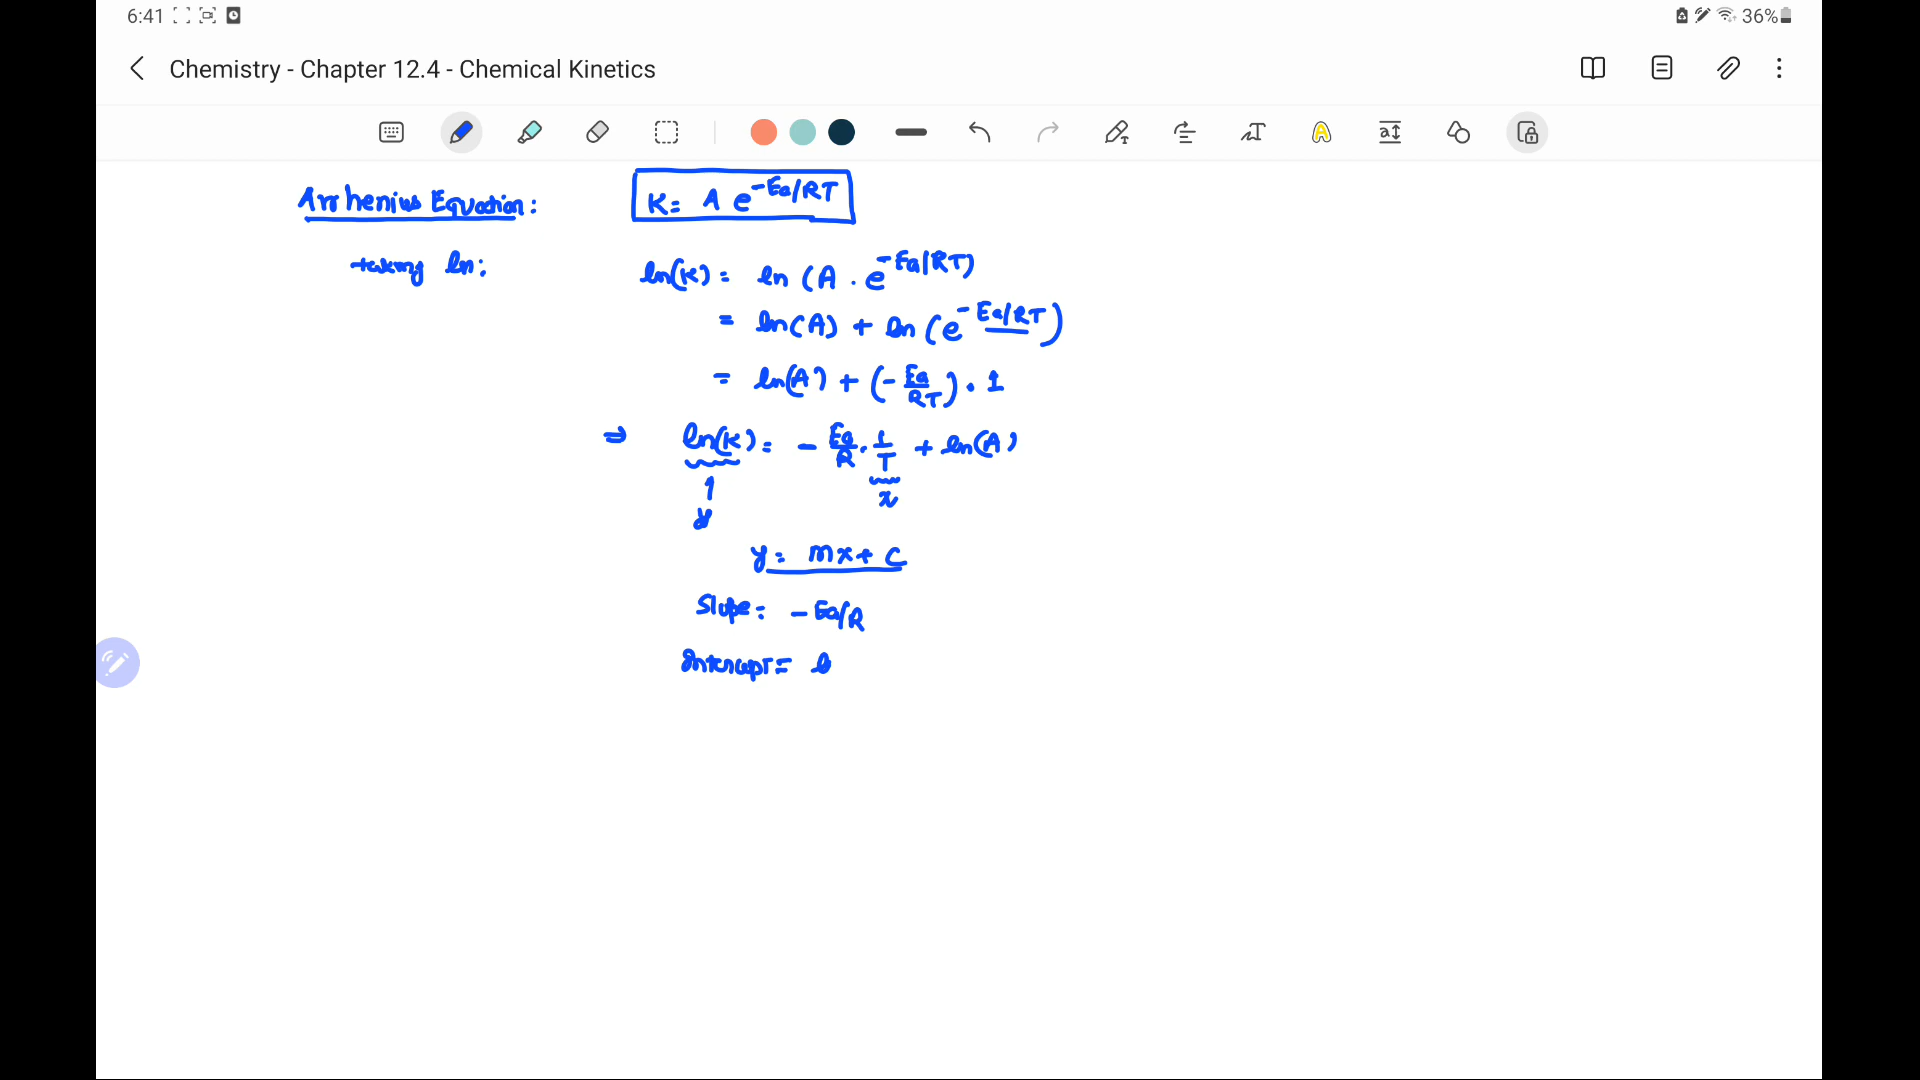 6:41 36%
Chemistry - Chapter 12.4 - Chemical Kinetics
Arrhenius Equation: K = A e^-Ea/RT
taking ln: ln(K) = ln (A . e^-Ea/RT)
= ln(A) + ln (e^-Ea/RT)
= ln(A) + (-Ea/RT) . 1
⇒ ln(K) = - Ea/R . 1/T + ln(A)
x
y
y = mx + c
Slope = - Ea/R
Intercept = l